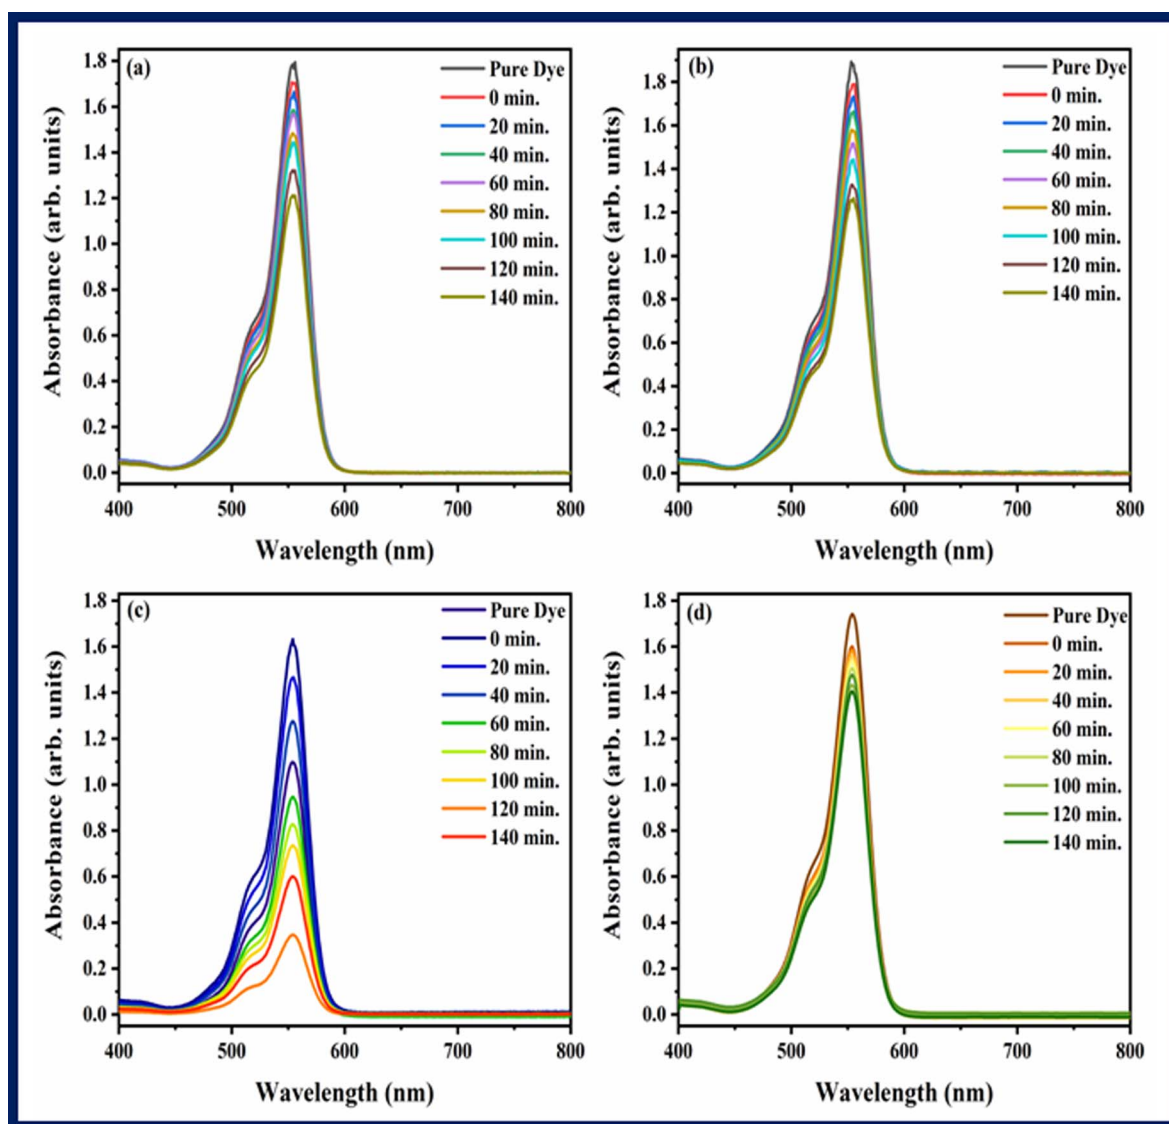 (a)
Pure Dye
0 min.
20 min.
40 min.
60 min.
80 min.
100 min.
120 min.
140 min.
1.8
1.6
1.4
1.2
1.0
0.8
0.6
0.4
0.2
0.0
Absorbance (arb. units)
400 500 600 700 800
Wavelength (nm)
(b)
Pure Dye
0 min.
20 min.
40 min.
60 min.
80 min.
100 min.
120 min.
140 min.
1.8
1.6
1.4
1.2
1.0
0.8
0.6
0.4
0.2
0.0
Absorbance (arb. units)
400 500 600 700 800
Wavelength (nm)
(c)
Pure Dye
0 min.
20 min.
40 min.
60 min.
80 min.
100 min.
120 min.
140 min.
1.8
1.6
1.4
1.2
1.0
0.8
0.6
0.4
0.2
0.0
Absorbance (arb. units)
400 500 600 700 800
Wavelength (nm)
(d)
Pure Dye
0 min.
20 min.
40 min.
60 min.
80 min.
100 min.
120 min.
140 min.
1.8
1.6
1.4
1.2
1.0
0.8
0.6
0.4
0.2
0.0
Absorbance (arb. units)
400 500 600 700 800
Wavelength (nm)